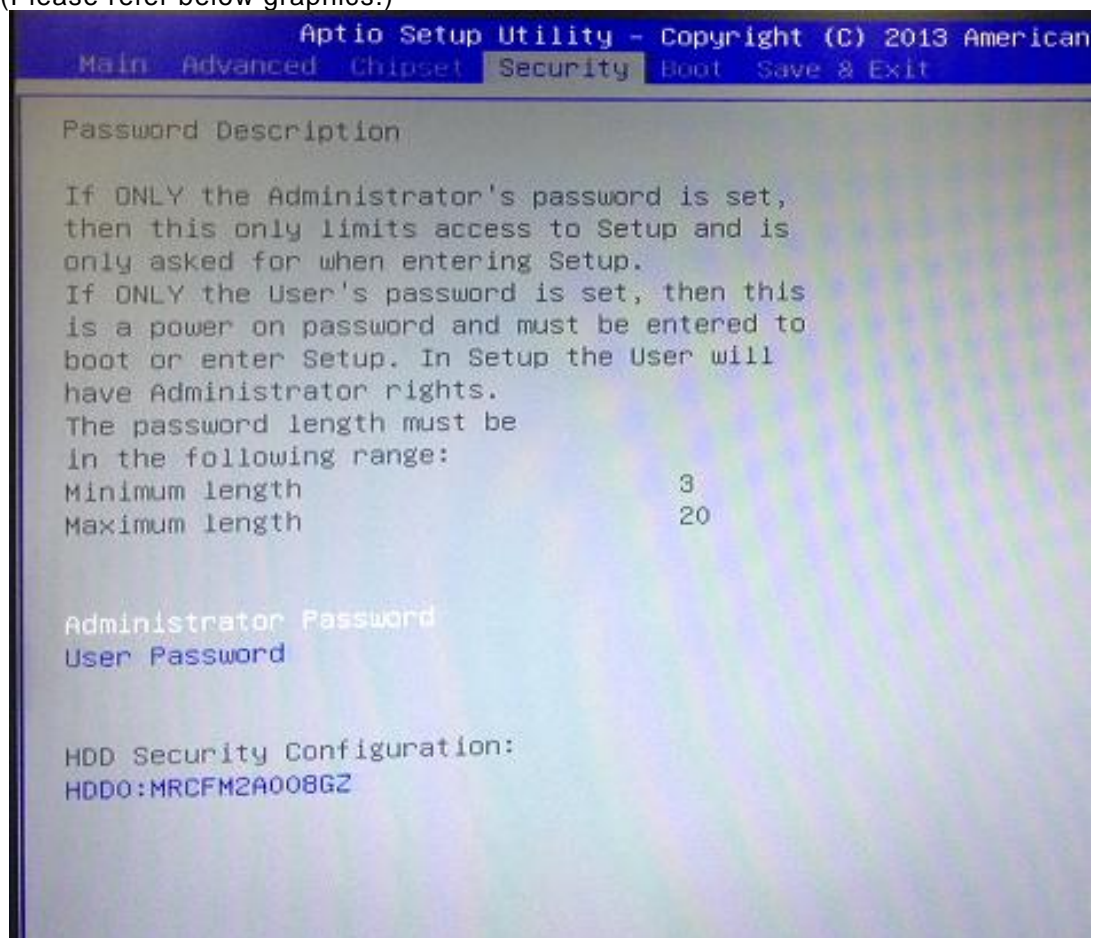 (Please refer below graphics.)
Aptio Setup Utility – Copyright (C) 2013 American
Main Advanced Chipset Security Boot Save & Exit
Password Description
If ONLY the Administrator's password is set,
then this only limits access to Setup and is
only asked for when entering Setup.
If ONLY the User's password is set, then this
is a power on password and must be entered to
boot or enter Setup. In Setup the User will
have Administrator rights.
The password length must be
in the following range:
Minimum length 3
Maximum length 20
Administrator Password
User Password
HDD Security Configuration:
HDD0:MRCFM2A008GZ